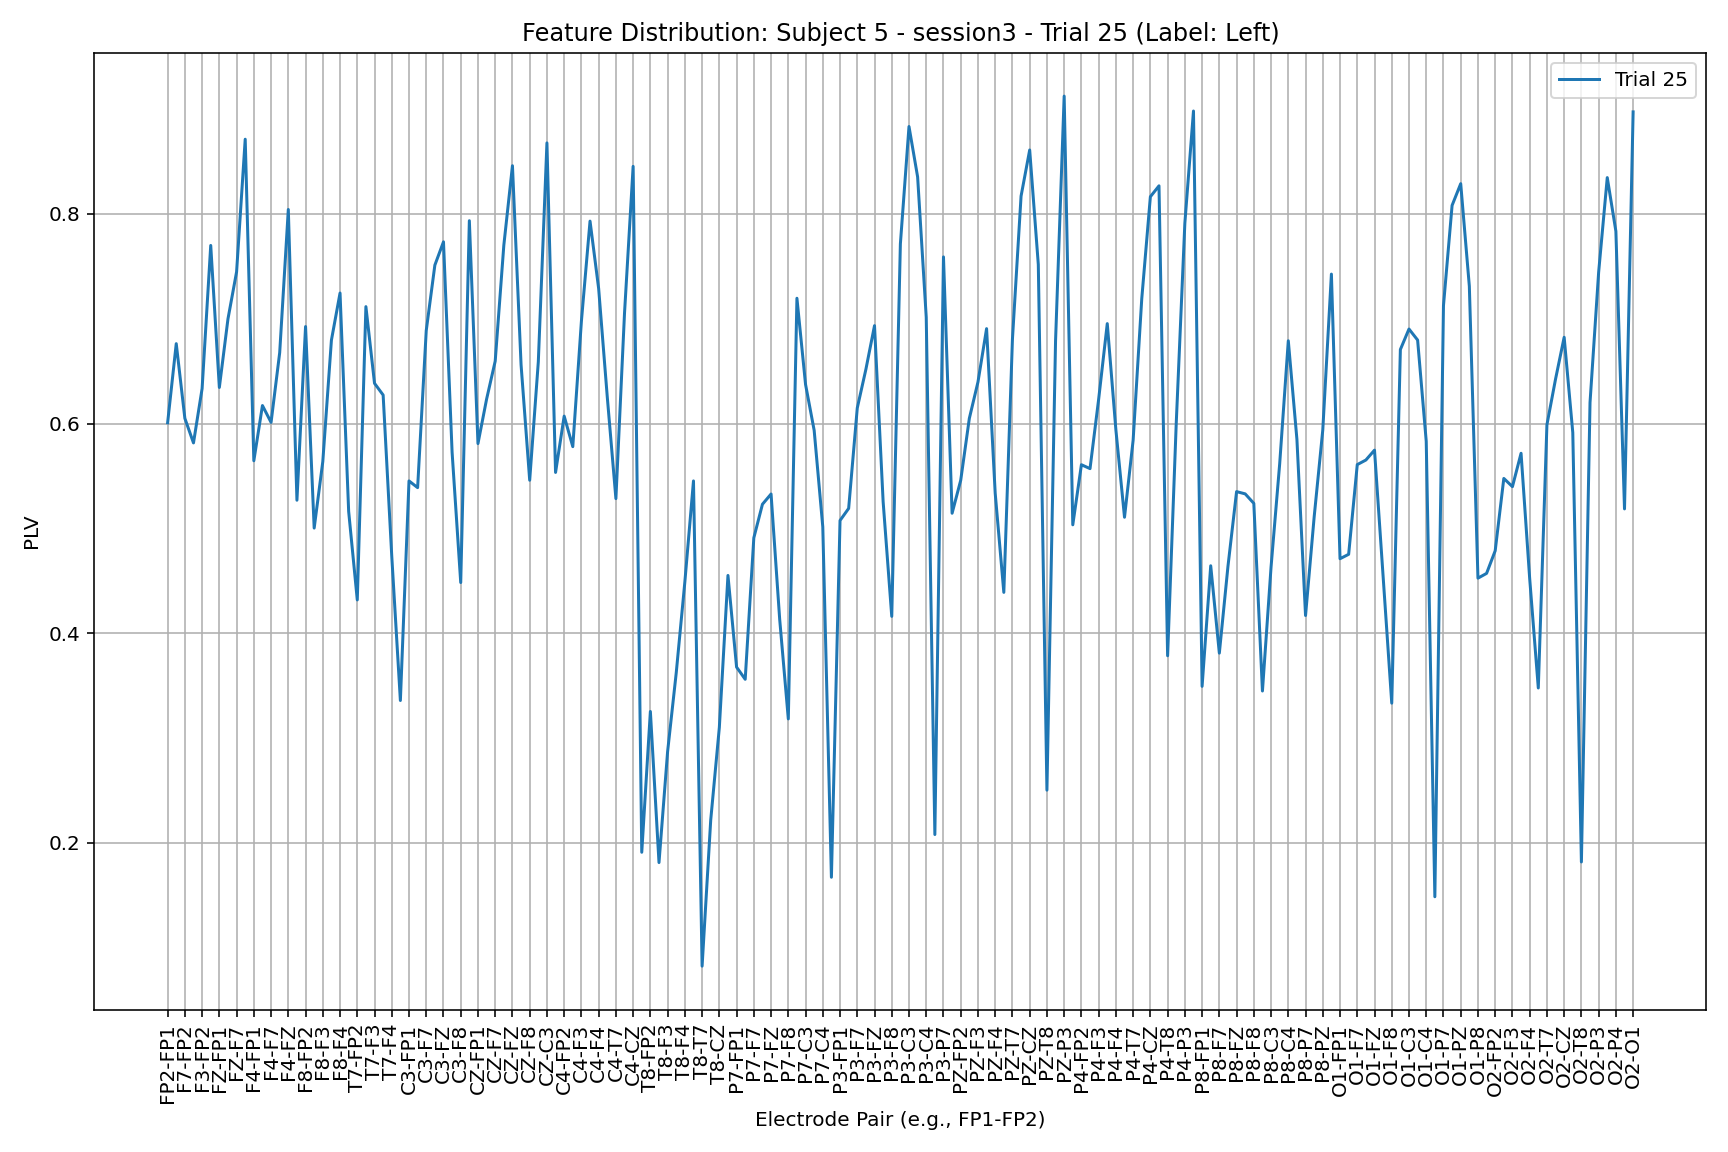 Feature Distribution: Subject 5 - session3 - Trial 25 (Label: Left)
Trial 25
PLV
0.8
0.6
0.4
0.2
FP2-FP1
F7-FP2
F3-FP2
FZ-FP1
FZ-F7
F4-FP1
F4-F7
F4-FZ
F8-FP2
F8-F3
F8-F4
T7-FP2
T7-F3
T7-F4
C3-FP1
C3-F7
C3-FZ
C3-F8
CZ-FP1
CZ-F7
CZ-FZ
CZ-F8
CZ-C3
C4-FP2
C4-F3
C4-F4
C4-T7
C4-CZ
T8-FP2
T8-F3
T8-F4
T8-T7
T8-CZ
P7-FP1
P7-F7
P7-FZ
P7-F8
P7-C3
P7-C4
P3-FP1
P3-F7
P3-FZ
P3-F8
P3-C3
P3-C4
P3-P7
PZ-FP2
PZ-F3
PZ-F4
PZ-T7
PZ-CZ
PZ-T8
PZ-P3
P4-FP2
P4-F3
P4-F4
P4-T7
P4-CZ
P4-T8
P4-P3
P8-FP1
P8-F7
P8-FZ
P8-F8
P8-C3
P8-C4
P8-P7
P8-PZ
O1-FP1
O1-F7
O1-FZ
O1-F8
O1-C3
O1-C4
O1-P7
O1-PZ
O1-P8
O2-FP2
O2-F3
O2-F4
O2-T7
O2-CZ
O2-T8
O2-P3
O2-P4
O2-O1
Electrode Pair (e.g., FP1-FP2)